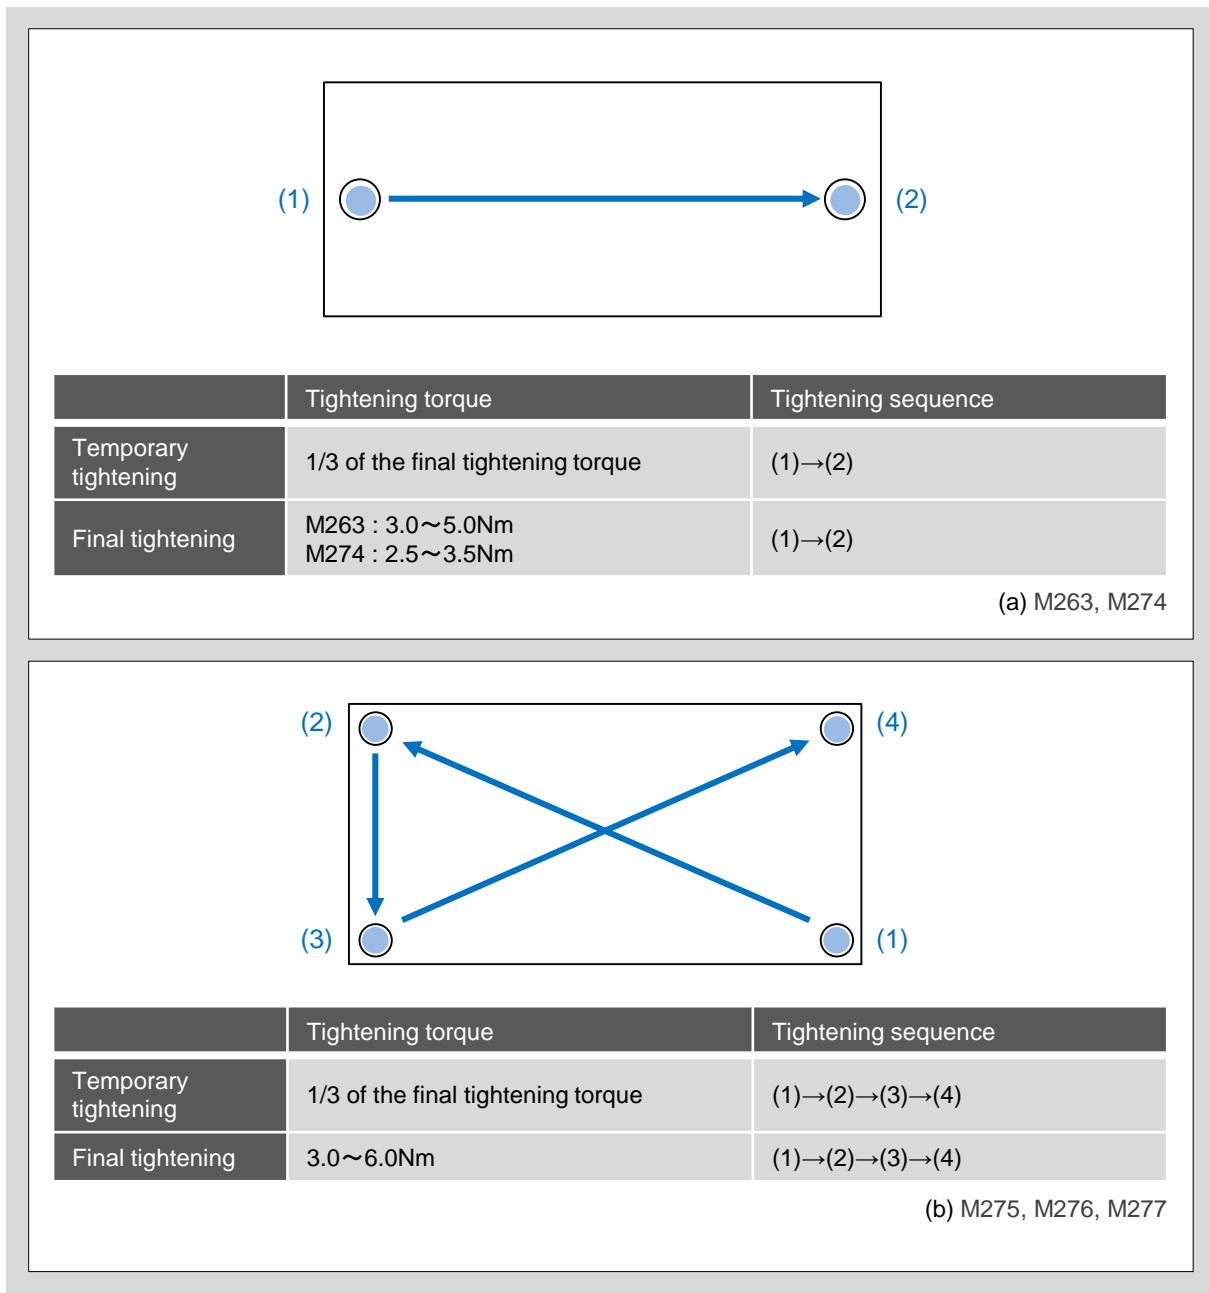 (1)
(2)
Tightening torque
Tightening sequence
Temporary
tightening
1/3 of the final tightening torque
(1)→(2)
Final tightening
M263 : 3.0～5.0Nm
M274 : 2.5～3.5Nm
(1)→(2)
(a) M263, M274
(2)
(4)
(3)
(1)
Tightening torque
Tightening sequence
Temporary
tightening
1/3 of the final tightening torque
(1)→(2)→(3)→(4)
Final tightening
3.0～6.0Nm
(1)→(2)→(3)→(4)
(b) M275, M276, M277